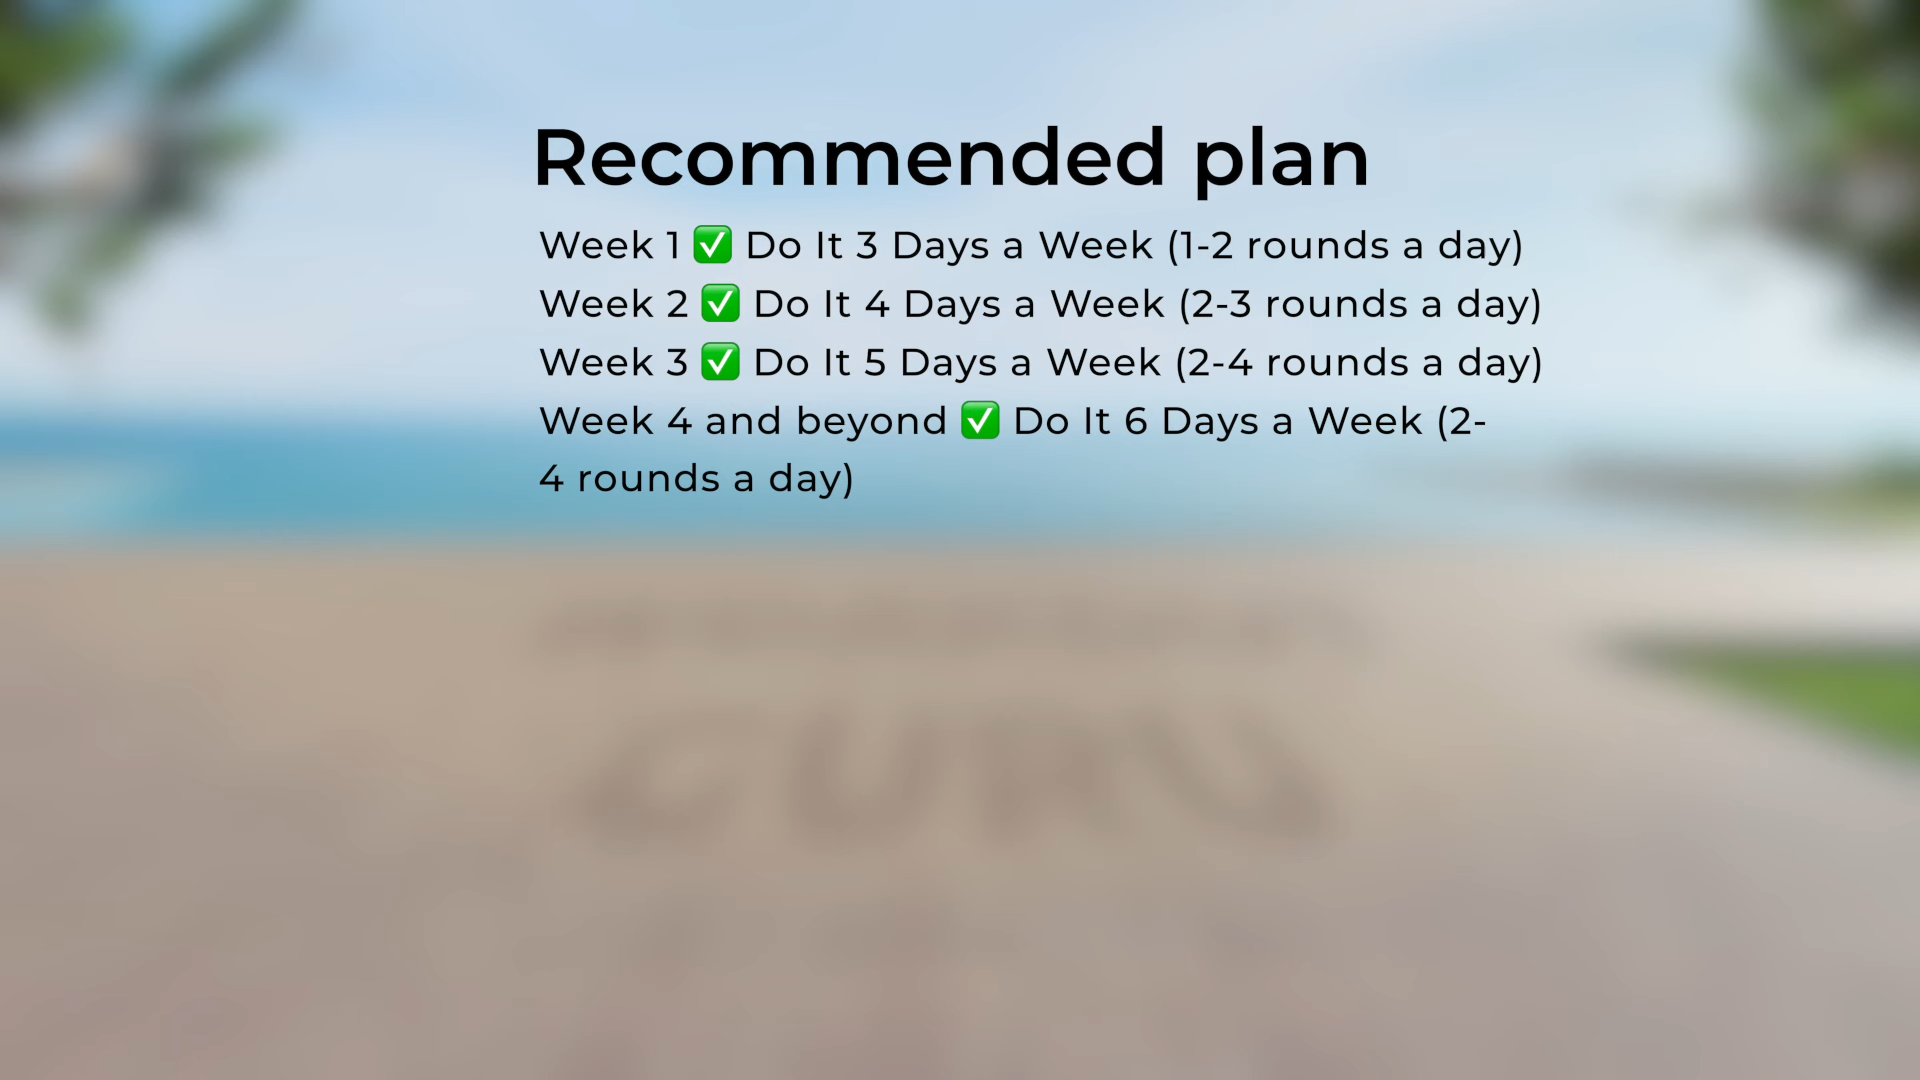 Recommended plan
Week 1 ✅ Do It 3 Days a Week (1-2 rounds a day)
Week 2 ✅ Do It 4 Days a Week (2-3 rounds a day)
Week 3 ✅ Do It 5 Days a Week (2-4 rounds a day)
Week 4 and beyond ✅ Do It 6 Days a Week (2-
4 rounds a day)
GURU